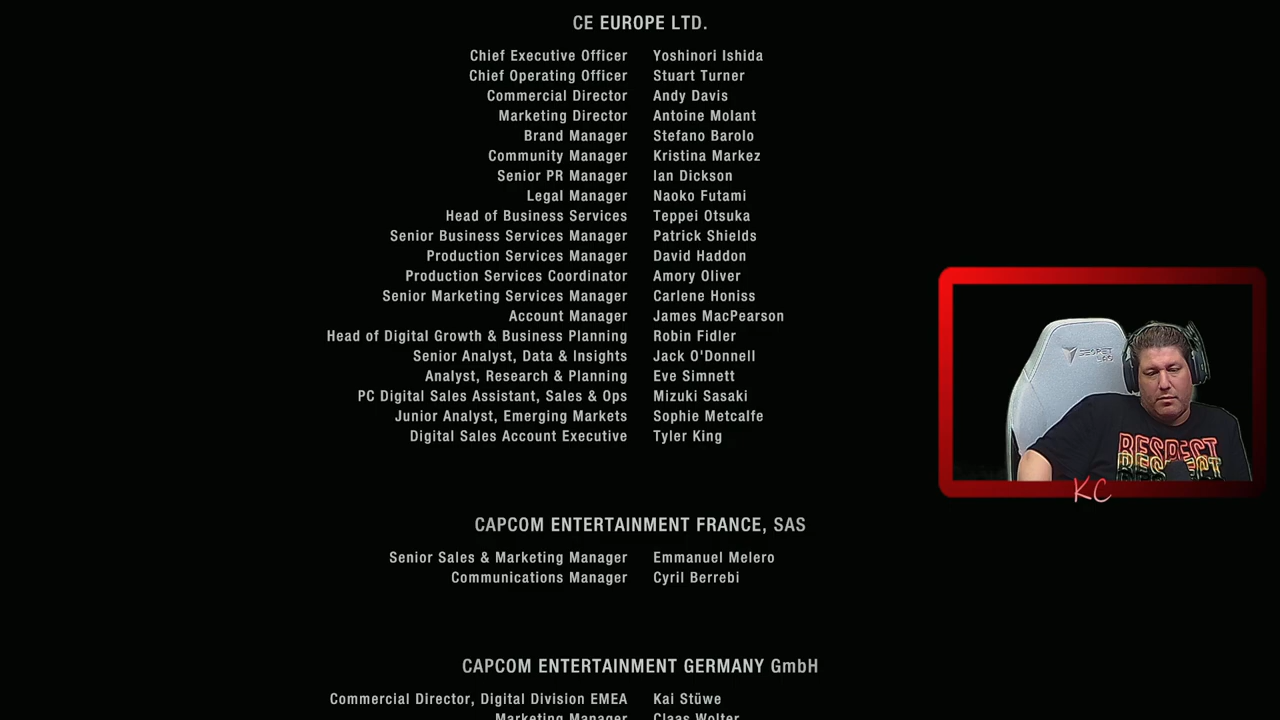 CE EUROPE LTD.
Chief Executive Officer Yoshinori Ishida
Chief Operating Officer Stuart Turner
Commercial Director Andy Davis
Marketing Director Antoine Molant
Brand Manager Stefano Barolo
Community Manager Kristina Markez
Senior PR Manager Ian Dickson
Legal Manager Naoko Futami
Head of Business Services Teppei Otsuka
Senior Business Services Manager Patrick Shields
Production Services Manager David Haddon
Production Services Coordinator Amory Oliver
Senior Marketing Services Manager Carlene Honiss
Account Manager James MacPearson
Head of Digital Growth & Business Planning Robin Fidler
Senior Analyst, Data & Insights Jack O'Donnell
Analyst, Research & Planning Eve Simnett
PC Digital Sales Assistant, Sales & Ops Mizuki Sasaki
Junior Analyst, Emerging Markets Sophie Metcalfe
Digital Sales Account Executive Tyler King
CAPCOM ENTERTAINMENT FRANCE, SAS
Senior Sales & Marketing Manager Emmanuel Melero
Communications Manager Cyril Berrebi
CAPCOM ENTERTAINMENT GERMANY GmbH
Commercial Director, Digital Division EMEA Kai Stüwe
Marketing Manager Claas Wolter
RESPECT
RESPECT
KC